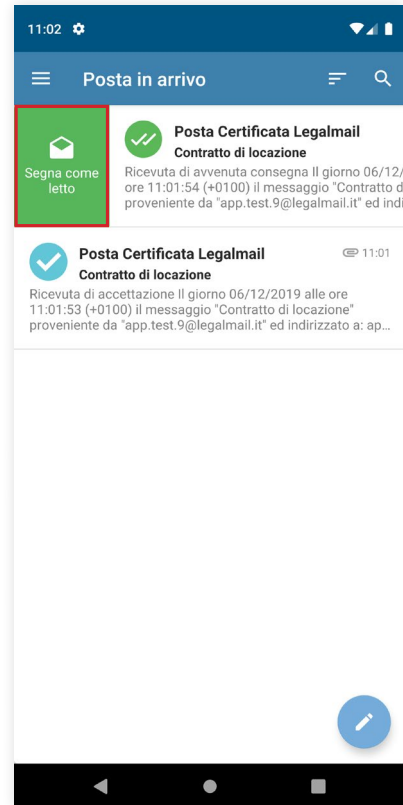 11:02
Posta in arrivo
Segna come
letto
Posta Certificata Legalmail
Contratto di locazione
Ricevuta di avvenuta consegna Il giorno 06/12/
ore 11:01:54 (+0100) il messaggio "Contratto d
proveniente da "app.test.9@legalmail.it" ed indi
Posta Certificata Legalmail
11:01
Contratto di locazione
Ricevuta di accettazione Il giorno 06/12/2019 alle ore
11:01:53 (+0100) il messaggio "Contratto di locazione"
proveniente da "app.test.9@legalmail.it" ed indirizzato a: ap...